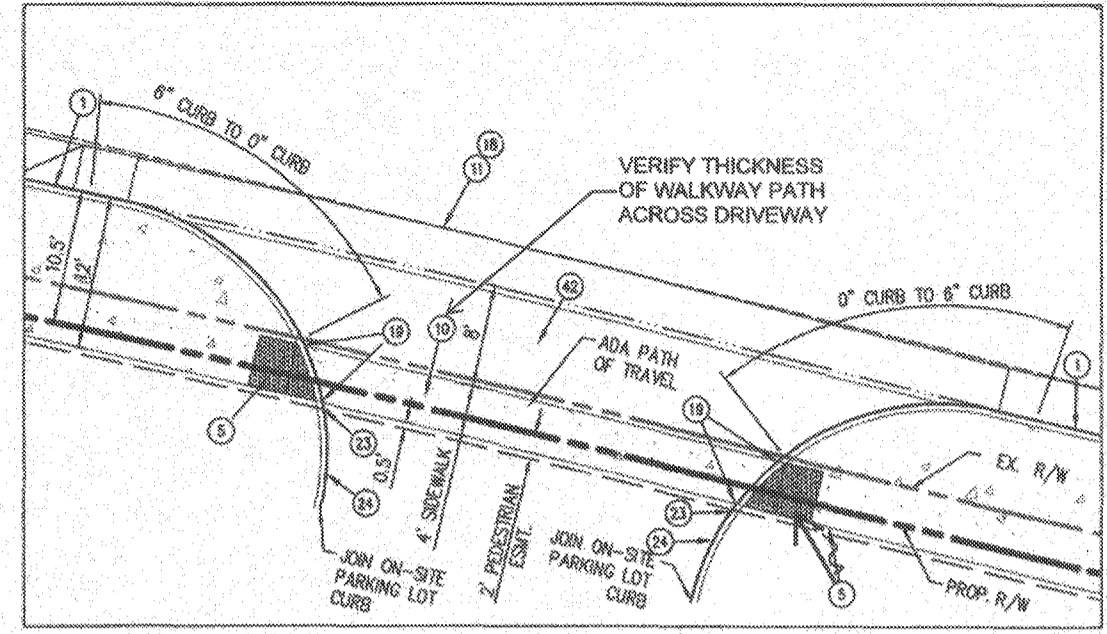 1
6" CURB TO 0" CURB
18
11
VERIFY THICKNESS
OF WALKWAY PATH
ACROSS DRIVEWAY
10.5'
12'
42
0" CURB TO 6" CURB
19
10
8'
ADA PATH
OF TRAVEL
1
19
5
23
0.5'
24
4' SIDEWALK
2' PEDESTRIAN
ESMT.
EX. R/W
23
24
JOIN ON-SITE
PARKING LOT
CURB
JOIN ON-SITE
PARKING LOT
CURB
5
PROP. R/W